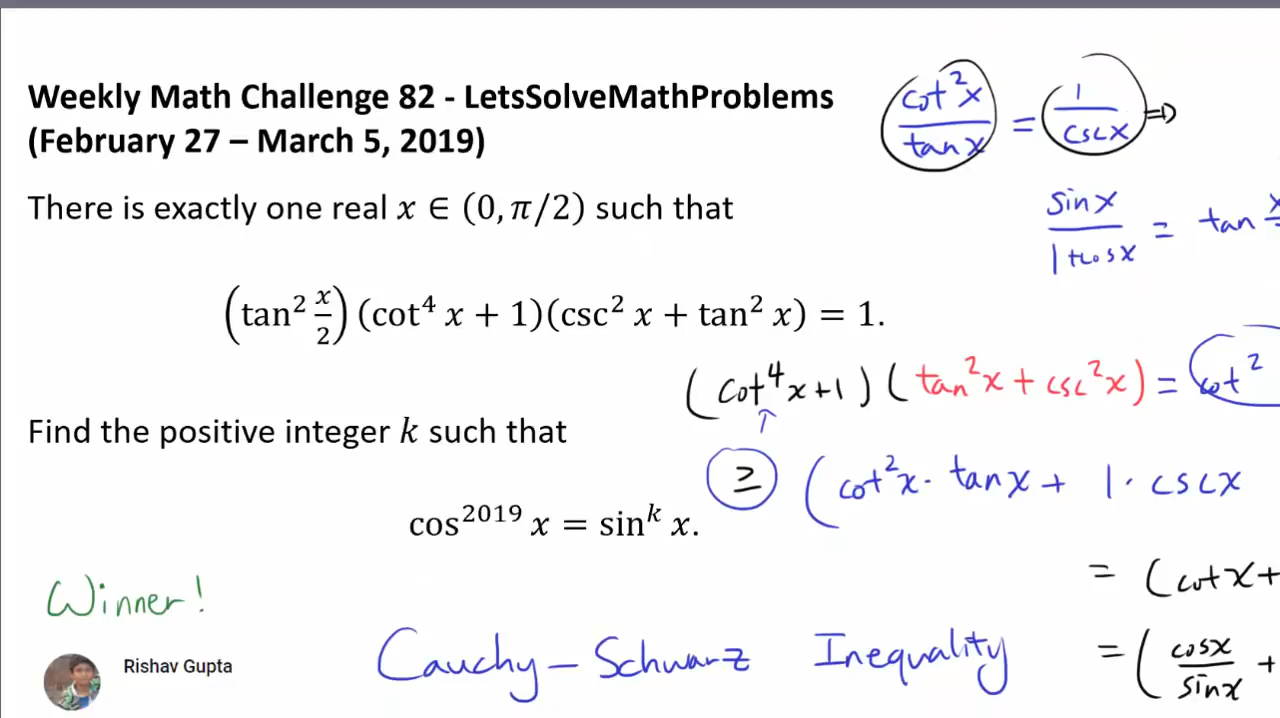 Weekly Math Challenge 82 - LetsSolveMathProblems
(February 27 – March 5, 2019)
There is exactly one real x ∈ (0, π/2) such that
(tan² x/2) (cot⁴ x + 1)(csc² x + tan² x) = 1.
Find the positive integer k such that
cos²⁰¹⁹ x = sinᵏ x.
Winner!
Rishav Gupta
cot²x / tanx = 1 / cscx ⇒
sinx / 1+cosx = tan x
(cot⁴x+1) (tan²x + csc²x) = cot²
≥ (cot²x · tanx + 1 · cscx
= (cotx +
= (cosx / sinx +
Cauchy – Schwarz Inequality